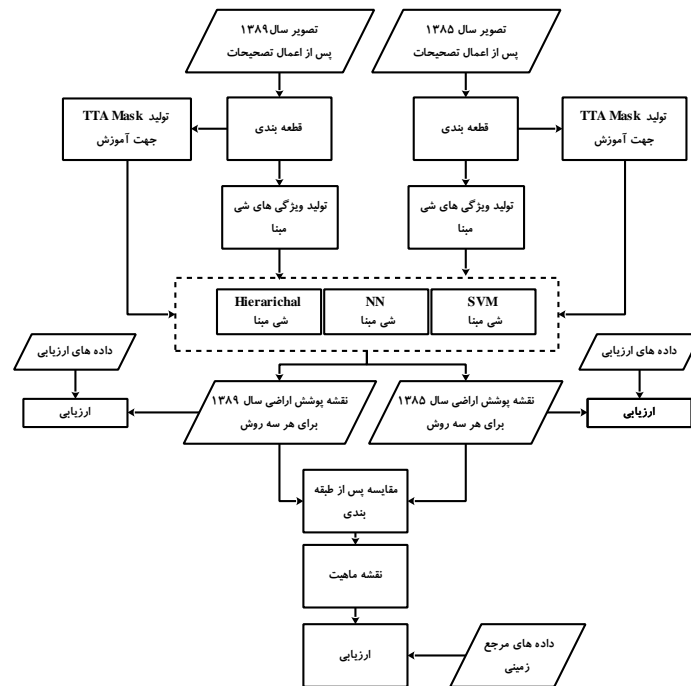 تصویر سال ۱۳۸۵
پس از اعمال تصحیحات
تصویر سال ۱۳۸۹
پس از اعمال تصحیحات
تولید TTA Mask
جهت آموزش
قطعه بندی
قطعه بندی
تولید TTA Mask
جهت آموزش
تولید ویژگی های شی
مبنا
تولید ویژگی های شی
مبنا
SVM
شی مبنا
NN
شی مبنا
Hierarichal
شی مبنا
داده های ارزیابی
داده های ارزیابی
ارزیابی
نقشه پوشش اراضی سال ۱۳۸۵
برای هر سه روش
نقشه پوشش اراضی سال ۱۳۸۹
برای هر سه روش
ارزیابی
مقایسه پس از طبقه
بندی
نقشه ماهیت
داده های مرجع
زمینی
ارزیابی